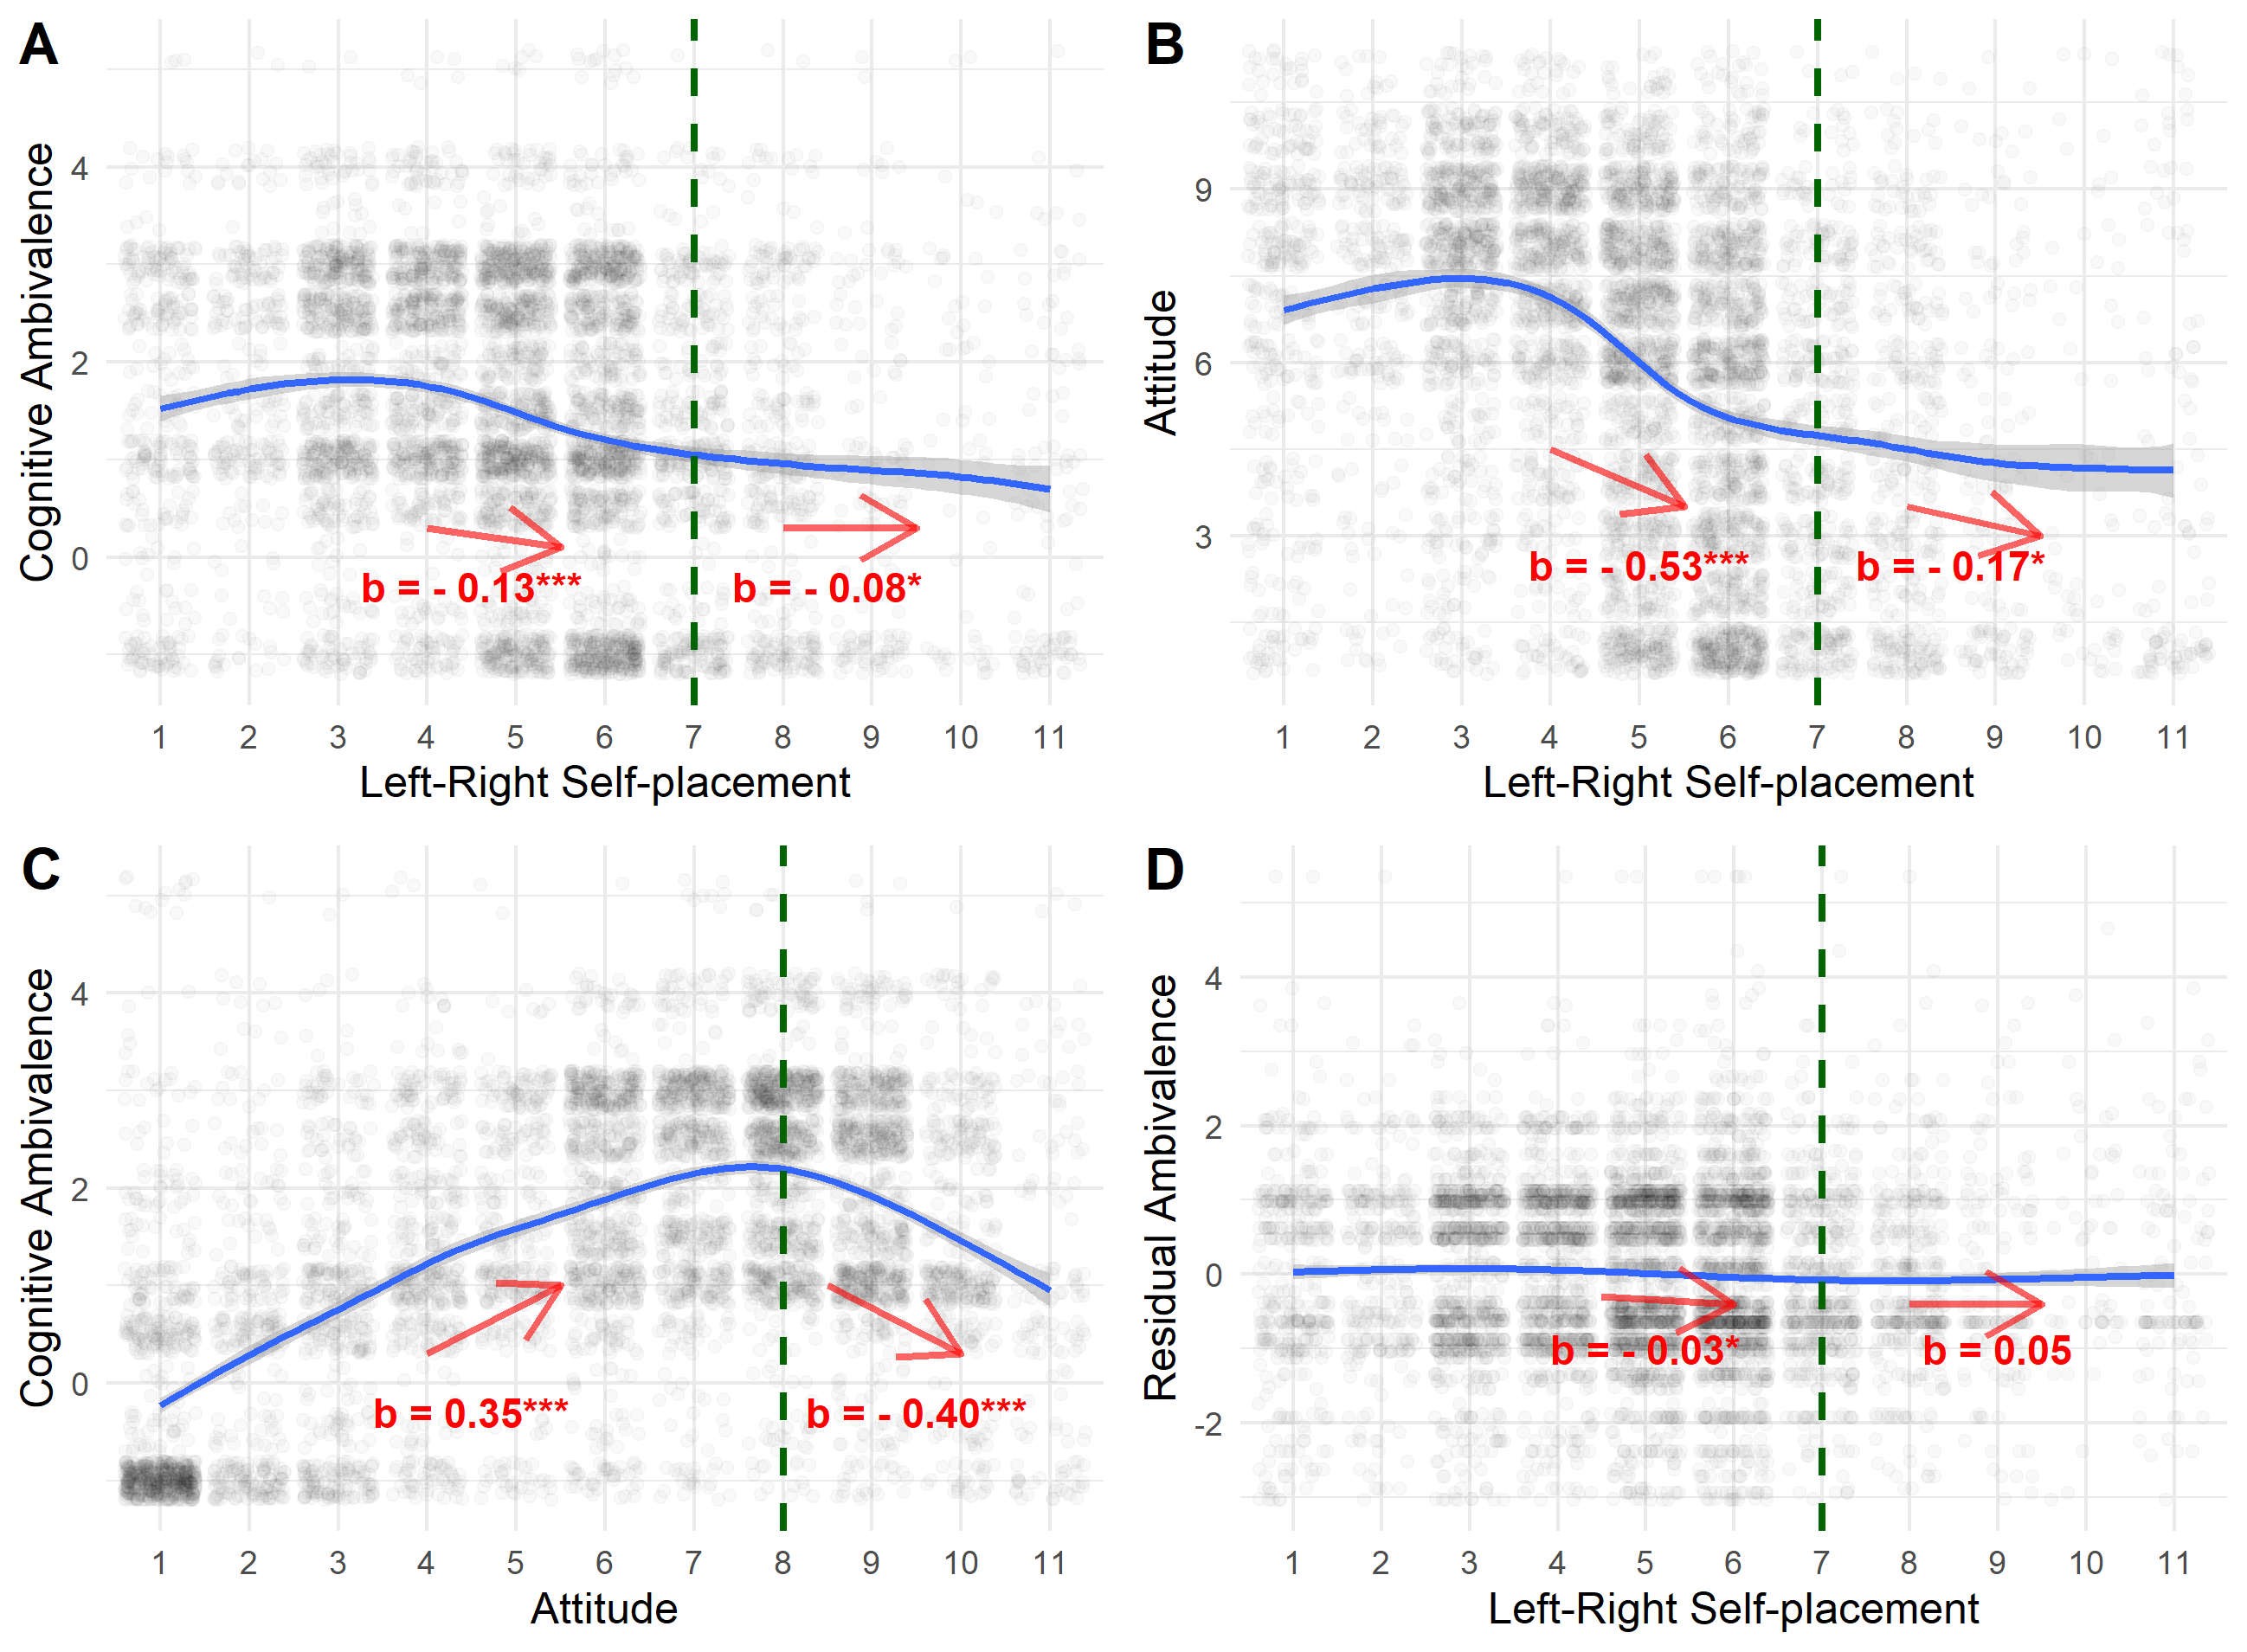 A
Cognitive Ambivalence
4
2
0
b = - 0.13***
b = - 0.08*
1 2 3 4 5 6 7 8 9 10 11
Left-Right Self-placement
B
Attitude
9
6
3
b = - 0.53***
b = - 0.17*
1 2 3 4 5 6 7 8 9 10 11
Left-Right Self-placement
C
Cognitive Ambivalence
4
2
0
b = 0.35***
b = - 0.40***
1 2 3 4 5 6 7 8 9 10 11
Attitude
D
Residual Ambivalence
4
2
0
-2
b = - 0.03*
b = 0.05
1 2 3 4 5 6 7 8 9 10 11
Left-Right Self-placement